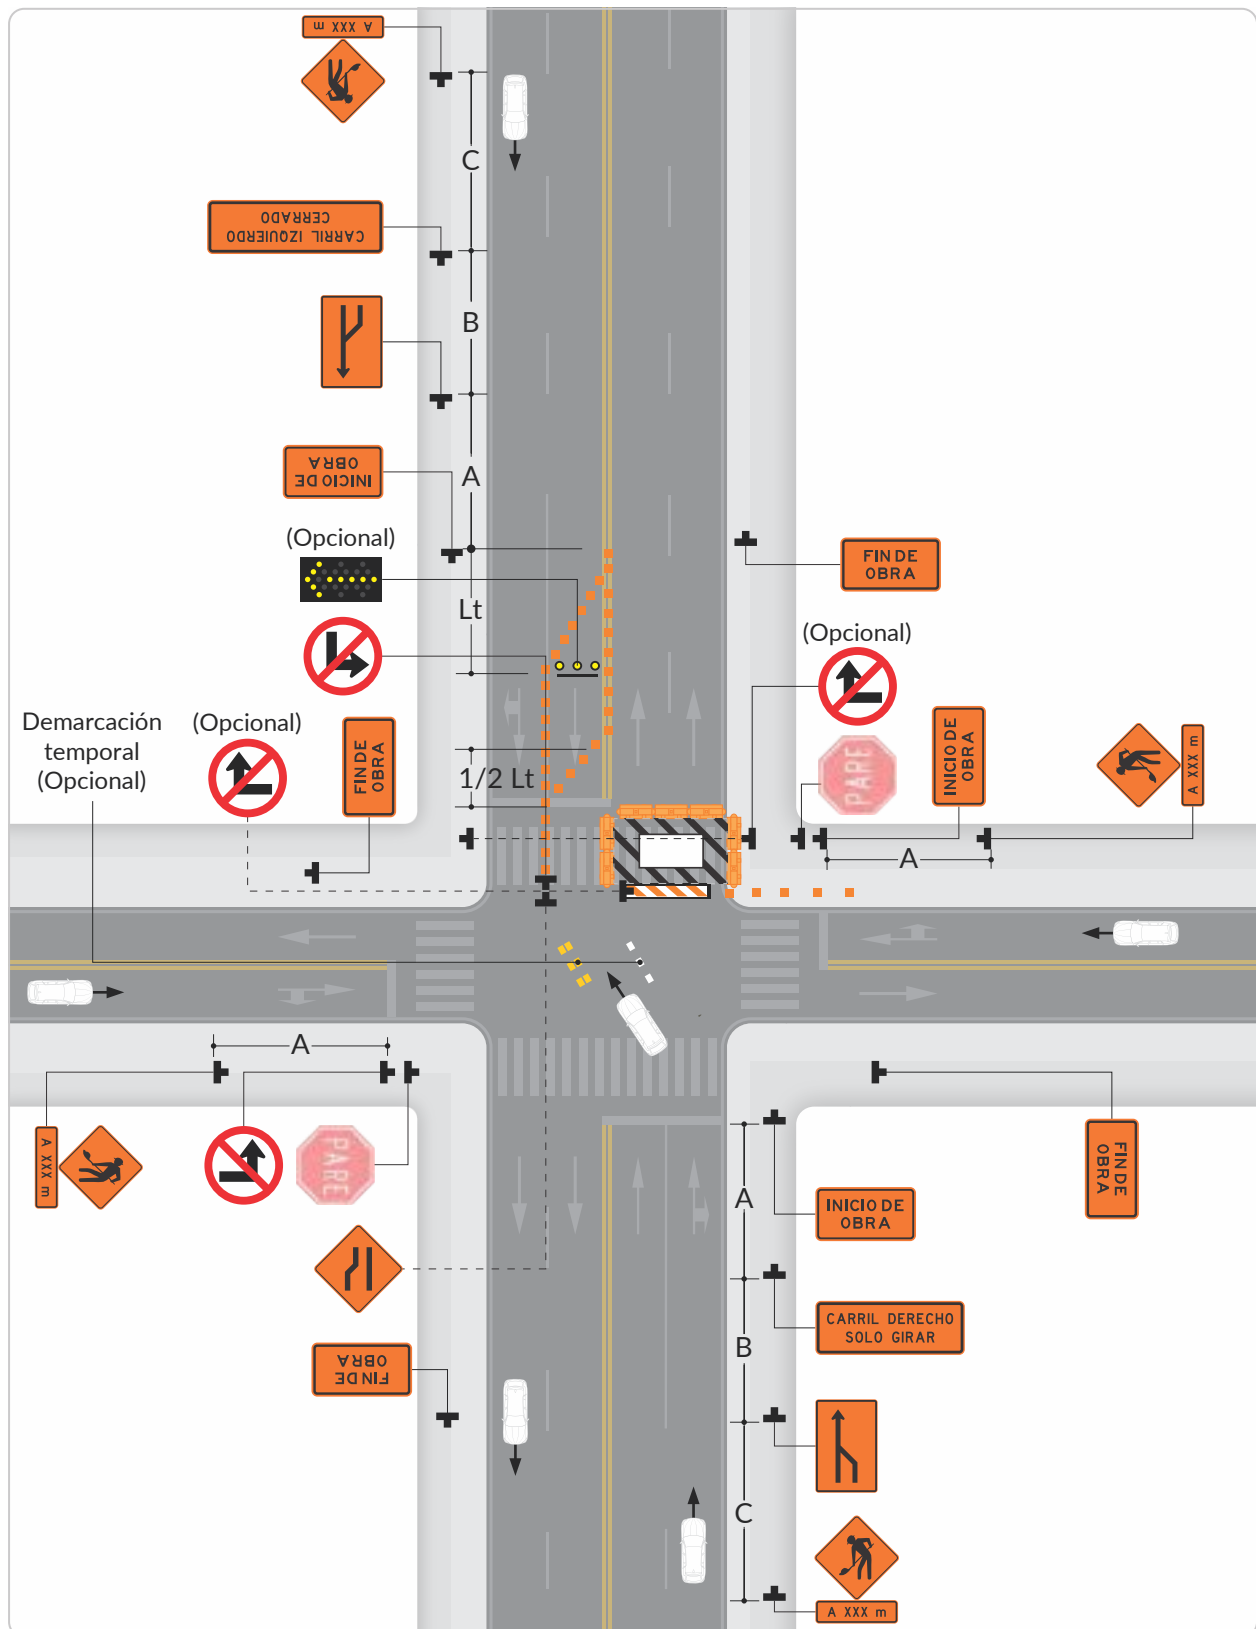 A XXX m
C
CARRIL IZQUIERDO
CERRADO
B
INICIO DE
OBRA
A
(Opcional)
Lt
FIN DE
OBRA
(Opcional)
Demarcación
temporal
(Opcional)
(Opcional)
FIN DE
OBRA
1/2 Lt
PARE
INICIO DE
OBRA
A XXX m
A
A
A XXX m
PARE
FIN DE
OBRA
A
INICIO DE
OBRA
B
CARRIL DERECHO
SOLO GIRAR
FIN DE
OBRA
C
A XXX m